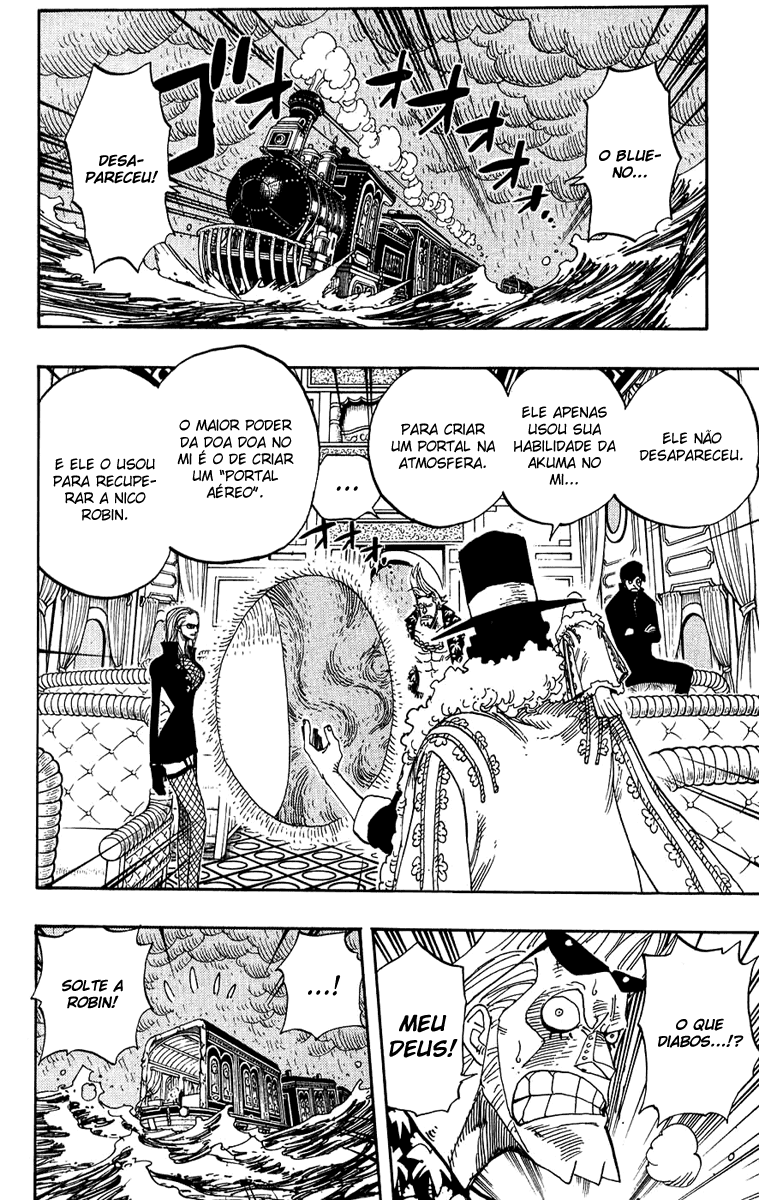 O BLUE-
NO...
DESA-
PARECEU!
ゴオオオオオ...
ELE NÃO
DESAPARECEU.
ELE APENAS
USOU SUA
HABILIDADE DA
AKUMA NO
MI...
PARA CRIAR
UM PORTAL NA
ATMOSFERA.
...
O MAIOR PODER
DA DOA DOA NO
MI É O DE CRIAR
UM "PORTAL
AÉREO".
E ELE O USOU
PARA RECUPE-
RAR A NICO
ROBIN.
オオオ...
O QUE
DIABOS...!?
MEU
DEUS!
...!
SOLTE A
ROBIN!